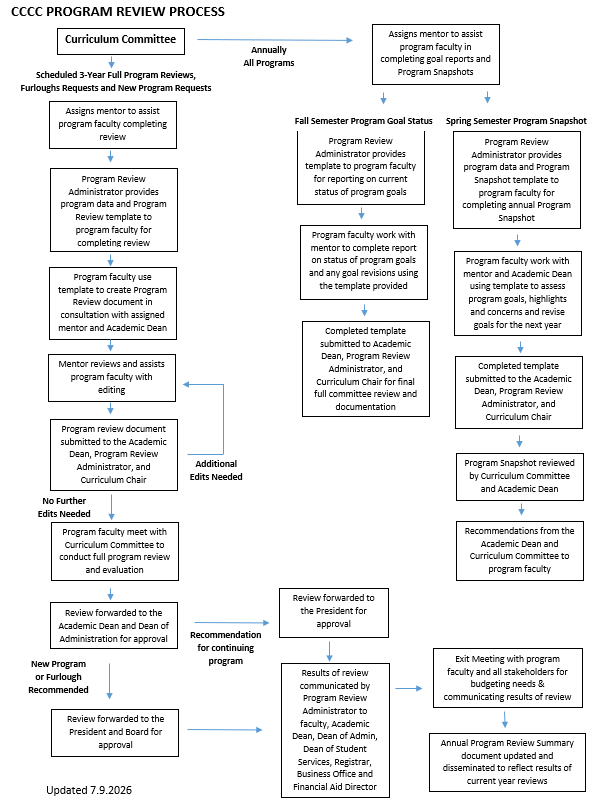 CCCC PROGRAM REVIEW PROCESS
Curriculum Committee
Annually
All Programs
Assigns mentor to assist
program faculty in
completing goal reports and
Program Snapshots
Scheduled 3-Year Full Program Reviews,
Furloughs Requests and New Program Requests
Assigns mentor to assist
program faculty completing
review
Program Review
Administrator provides
program data and Program
Review template to
program faculty for
completing review
Program faculty use
template to create Program
Review document in
consultation with assigned
mentor and Academic Dean
Mentor reviews and assists
program faculty with
editing
Program review document
submitted to the Academic
Dean, Program Review
Administrator, and
Curriculum Chair
Additional
Edits Needed
No Further
Edits Needed
Program faculty meet with
Curriculum Committee to
conduct full program review
and evaluation
Review forwarded to the
Academic Dean and Dean of
Administration for approval
Recommendation
for continuing
program
New Program
or Furlough
Recommended
Review forwarded to the
President and Board for
approval
Fall Semester Program Goal Status
Program Review
Administrator provides
template to program faculty
for reporting on current
status of program goals
Program faculty work with
mentor to complete report
on status of program goals
and any goal revisions using
the template provided
Completed template
submitted to Academic
Dean, Program Review
Administrator, and
Curriculum Chair for final
full committee review and
documentation
Spring Semester Program Snapshot
Program Review
Administrator provides
program data and Program
Snapshot template to
program faculty for
completing annual Program
Snapshot
Program faculty work with
mentor and Academic Dean
using template to assess
program goals, highlights
and concerns and revise
goals for the next year
Completed template
submitted to the Academic
Dean, Program Review
Administrator, and
Curriculum Chair
Program Snapshot reviewed
by Curriculum Committee
and Academic Dean
Recommendations from the
Academic Dean and
Curriculum Committee to
program faculty
Review forwarded to
the President for
approval
Results of review
communicated by
Program Review
Administrator to
faculty, Academic
Dean, Dean of Admin,
Dean of Student
Services, Registrar,
Business Office and
Financial Aid Director
Exit Meeting with program
faculty and all stakeholders for
budgeting needs &
communicating results of review
Annual Program Review Summary
document updated and
disseminated to reflect results of
current year reviews
Updated 7.9.2026